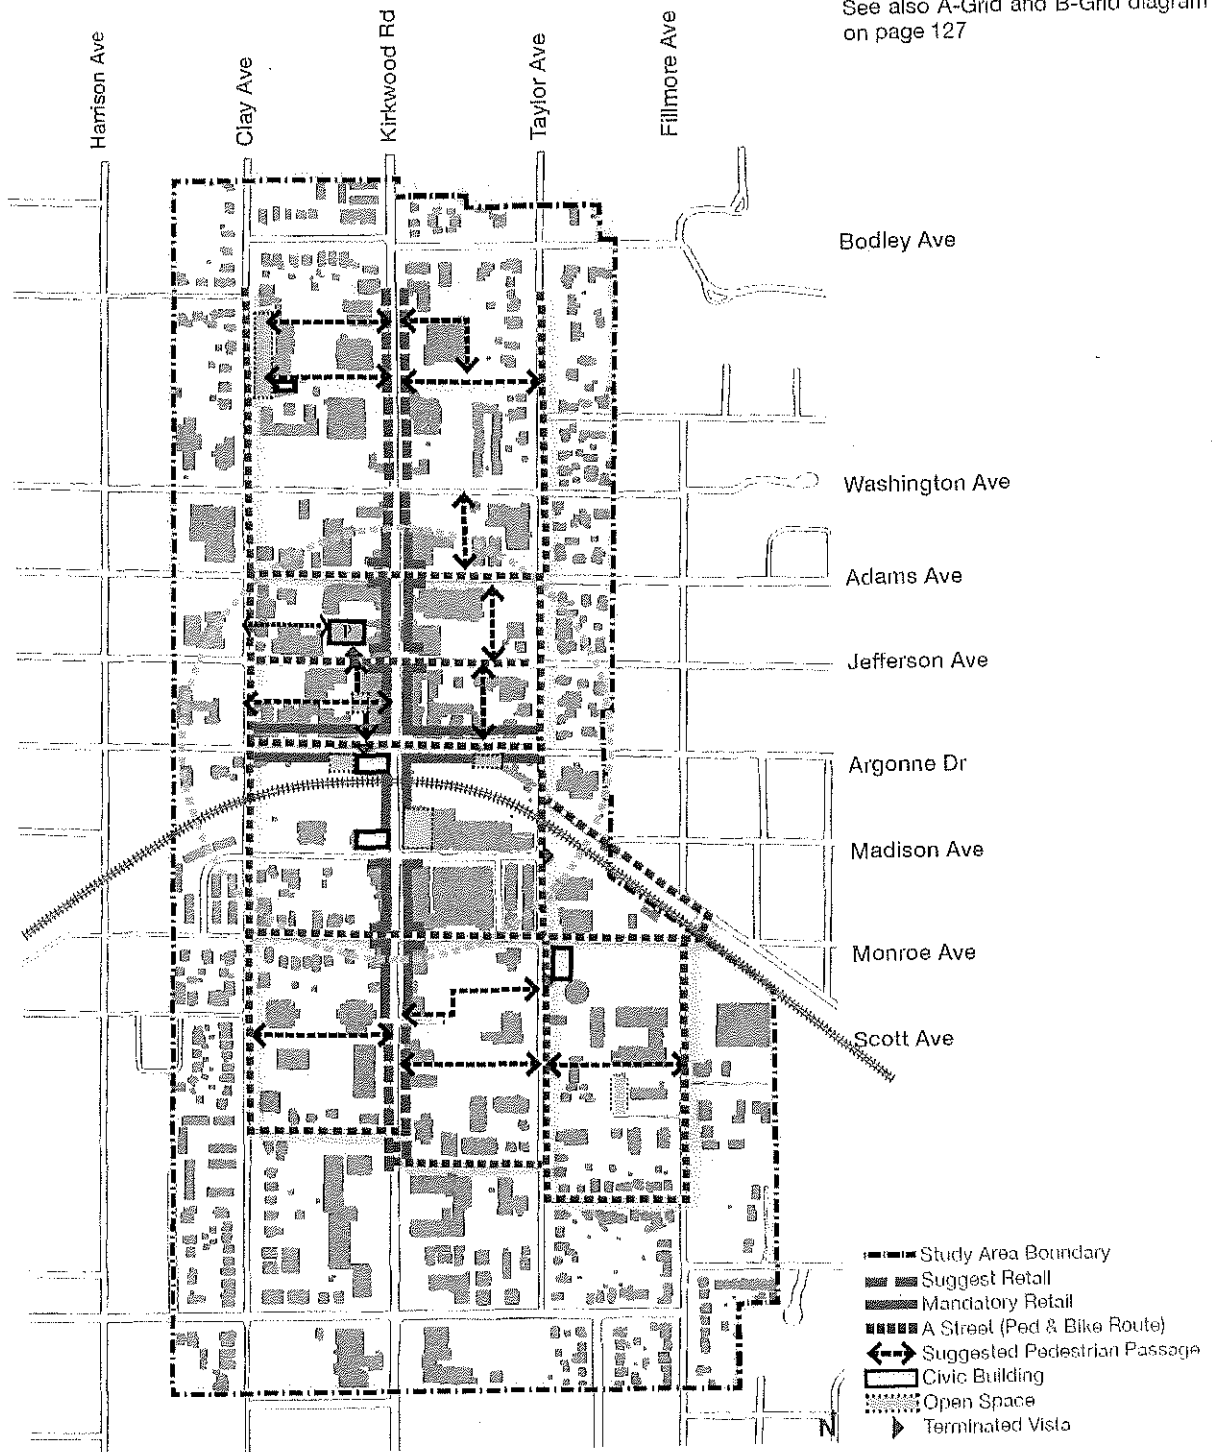 See also A-Grid and B-Grid diagram
on page 127
Harrison Ave
Clay Ave
Kirkwood Rd
Taylor Ave
Fillmore Ave
Bodley Ave
Washington Ave
Adams Ave
P
Jefferson Ave
Argonne Dr
Madison Ave
Monroe Ave
Scott Ave
Study Area Boundary
Suggest Retail
Mandatory Retail
A Street (Ped & Bike Route)
Suggested Pedestrian Passage
Civic Building
Open Space
Terminated Vista
N